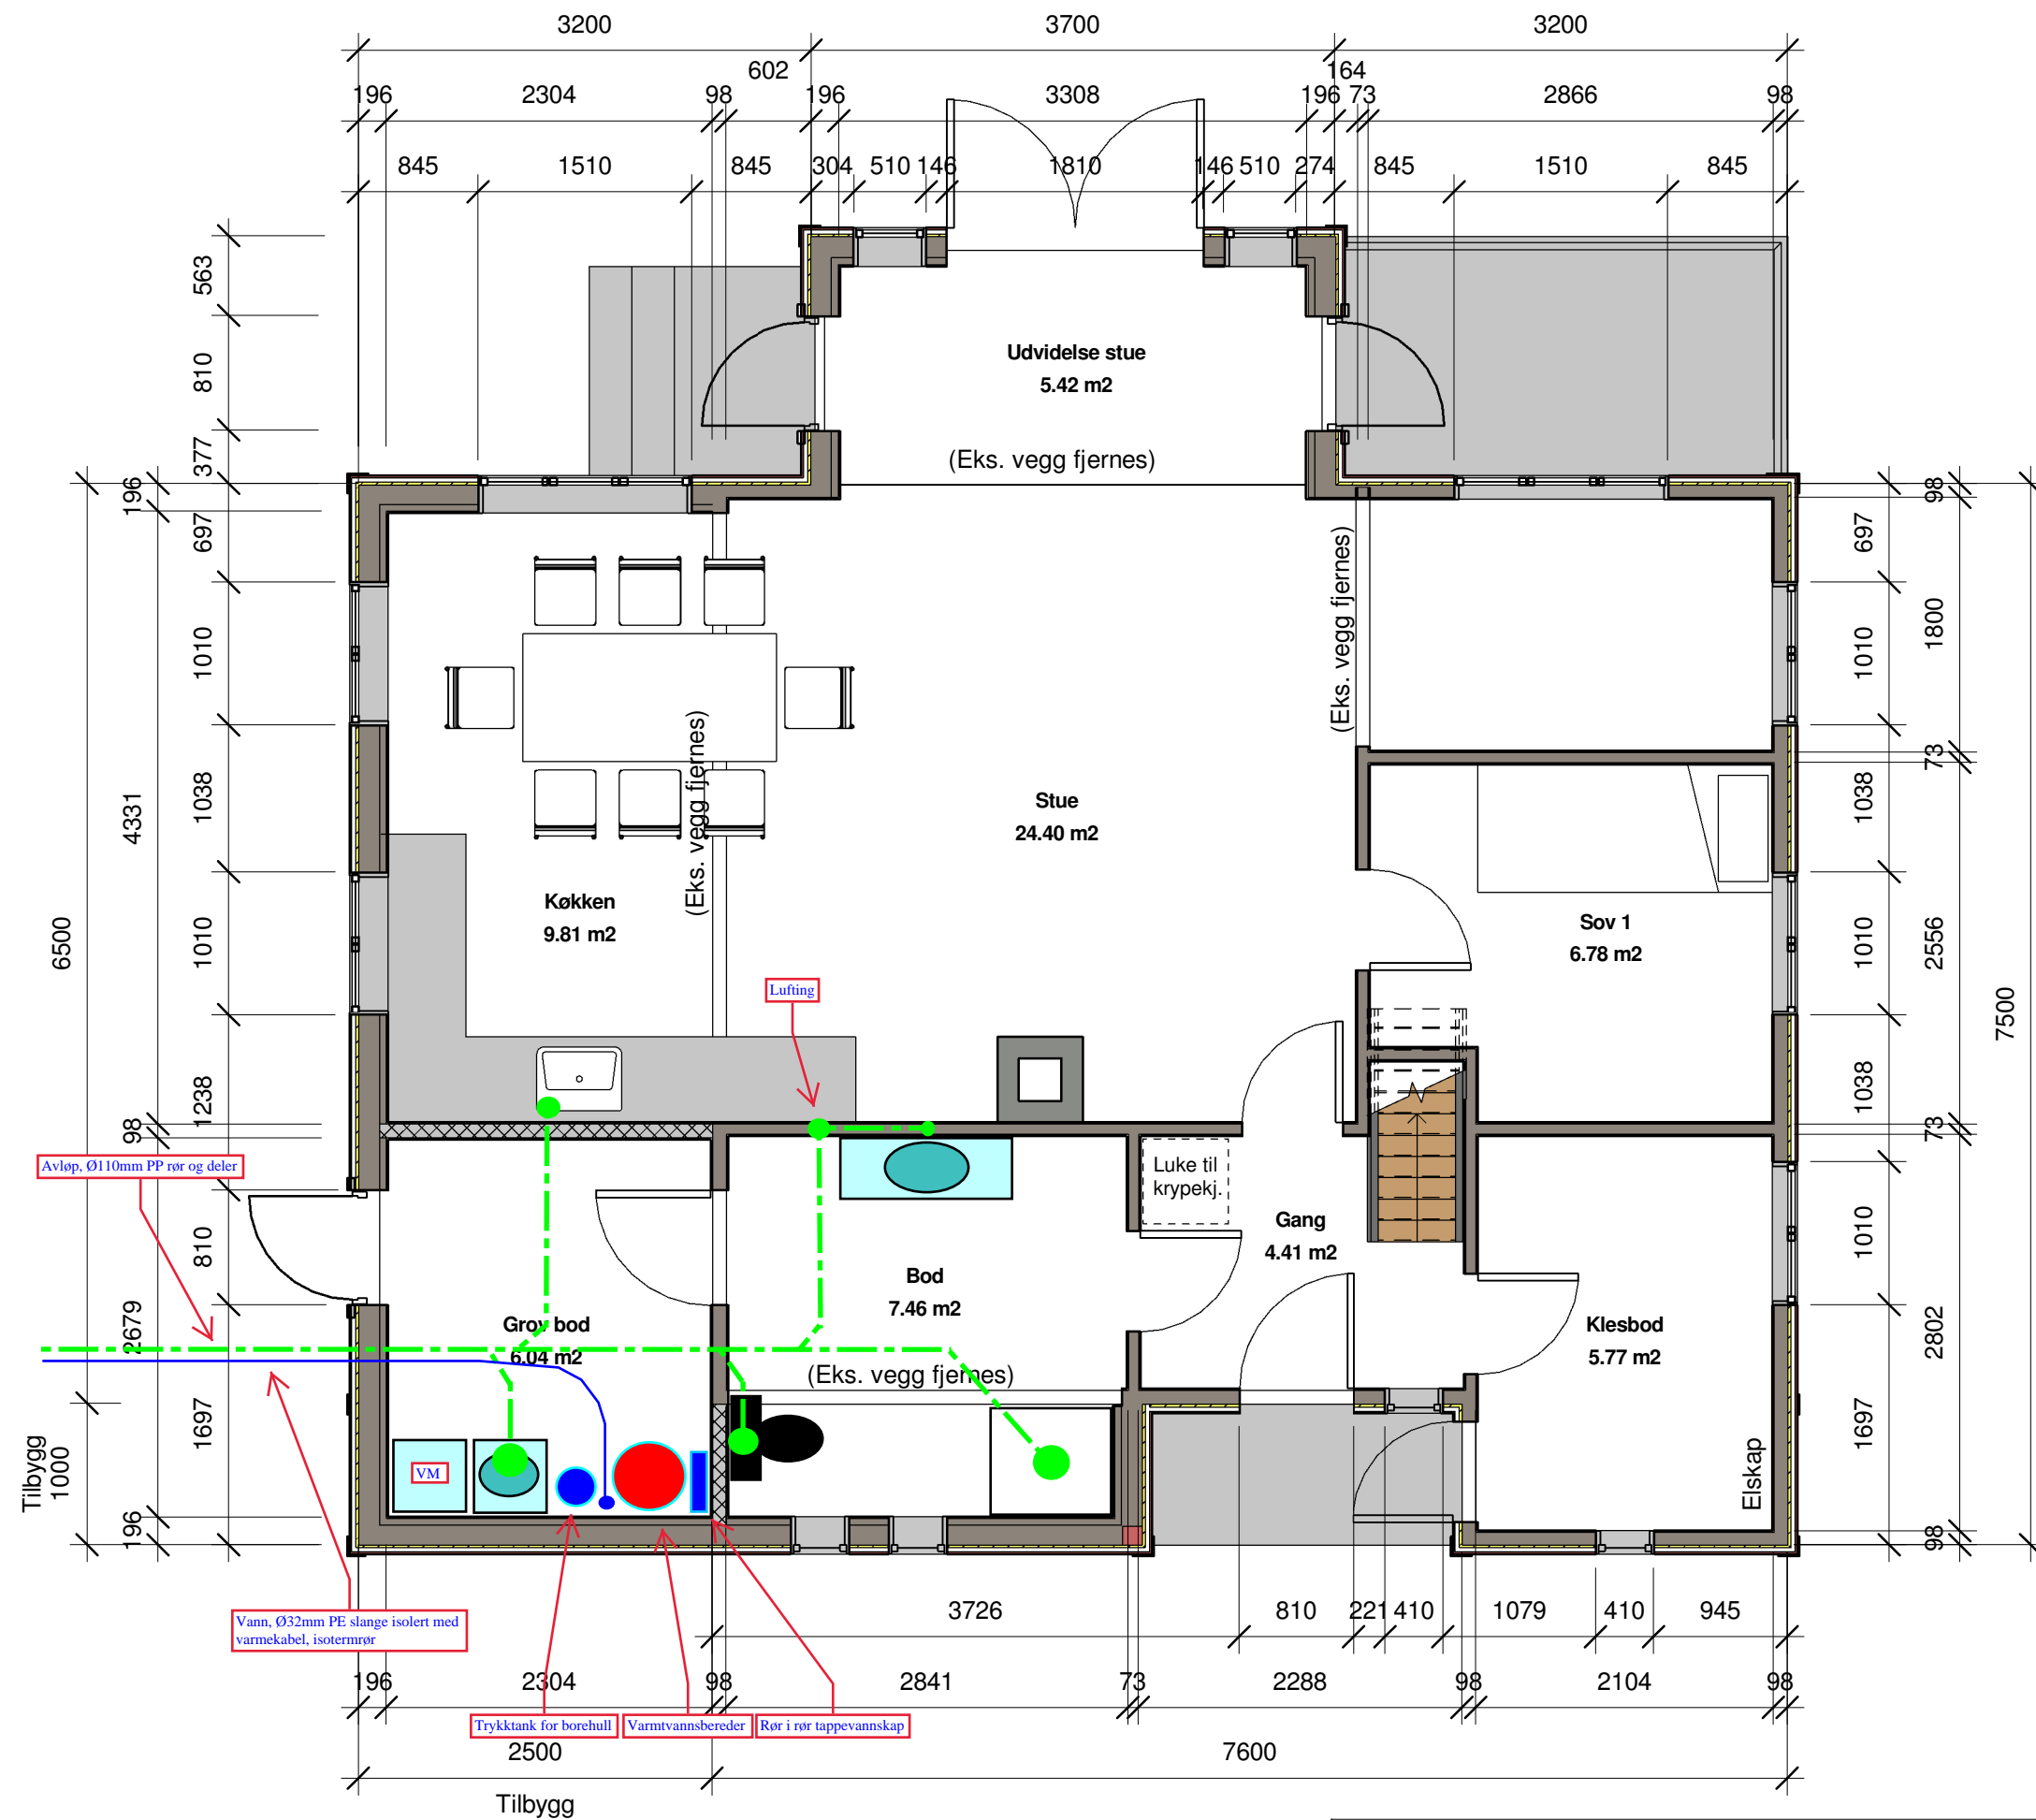 3200 3700 3200
602 164
196 2304 98 196 3308 196 73 2866 98
845 1510 845 304 510 146 1810 146 510 274 845 1510 845
563
810
377
Udvidelse stue
5.42 m2
(Eks. vegg fjernes)
196
697
1010
1038
4331
1010
6500
1238
98
810
2679
1697
196
Tilbygg
1000
98
697
1800
1010
73
1038
2556
1010
7500
1038
73
1010
2802
1697
98
(Eks. vegg fjernes)
(Eks. vegg fjernes)
Stue
24.40 m2
Køkken
9.81 m2
Sov 1
6.78 m2
Lufting
Avløp, Ø110mm PP rør og deler
Luke til
krypekj.
Gang
4.41 m2
Bod
7.46 m2
Grov bod
6.04 m2
Klesbod
5.77 m2
(Eks. vegg fjernes)
VM
Elskap
Vann, Ø32mm PE slange isolert med
varmekabel, isotermrør
3726 810 221 410 1079 410 945
196 2304 98 2841 73 2288 98 2104 98
Trykktank for borehull
Varmtvannsbereder
Rør i rør tappevannskap
2500 7600
Tilbygg